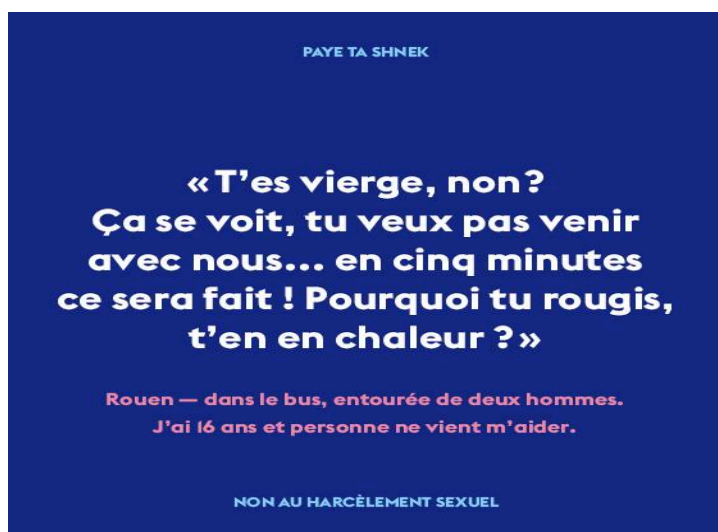 PAYE TA SHNEK
«T'es vierge, non?
Ça se voit, tu veux pas venir
avec nous... en cinq minutes
ce sera fait ! Pourquoi tu rougis,
t'en en chaleur ?»
Rouen — dans le bus, entourée de deux hommes.
J'ai 16 ans et personne ne vient m'aider.
NON AU HARCÈLEMENT SEXUEL